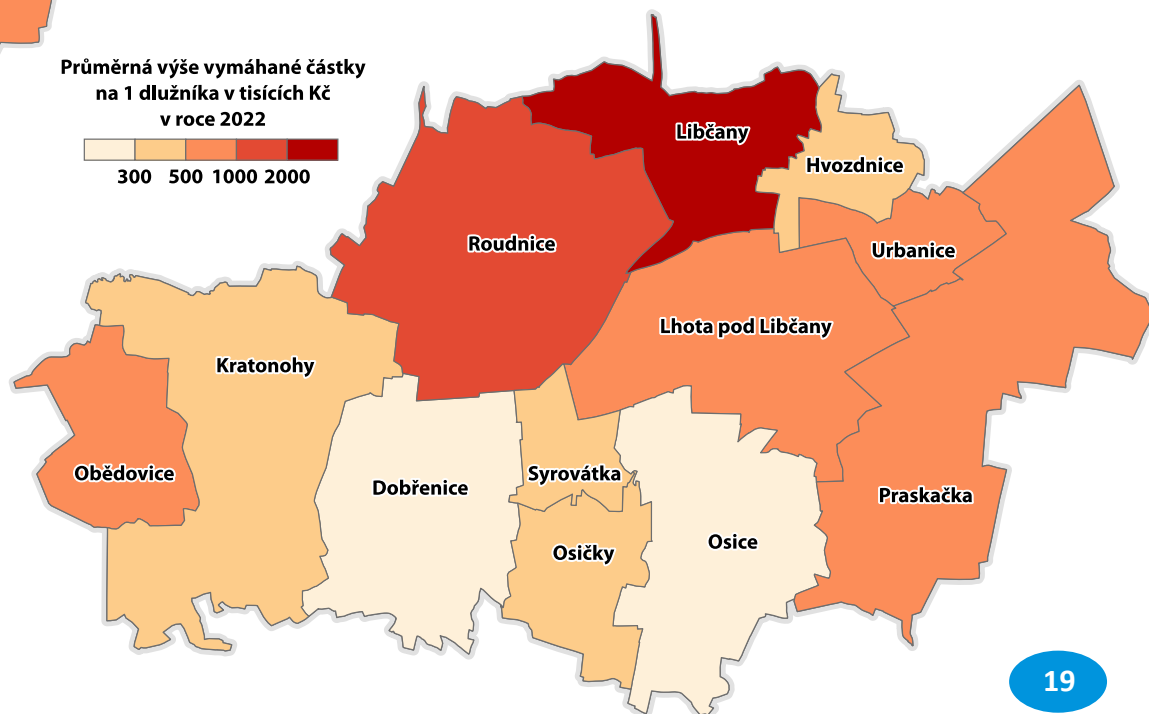 Průměrná výše vymáhané částky
na 1 dlužníka v tisících Kč
v roce 2022
300 500 1000 2000
Libčany
Hvozdnice
Roudnice
Urbanice
Lhota pod Libčany
Kratonohy
Obědovice
Syrovátka
Dobřenice
Praskačka
Osice
Osičky
19